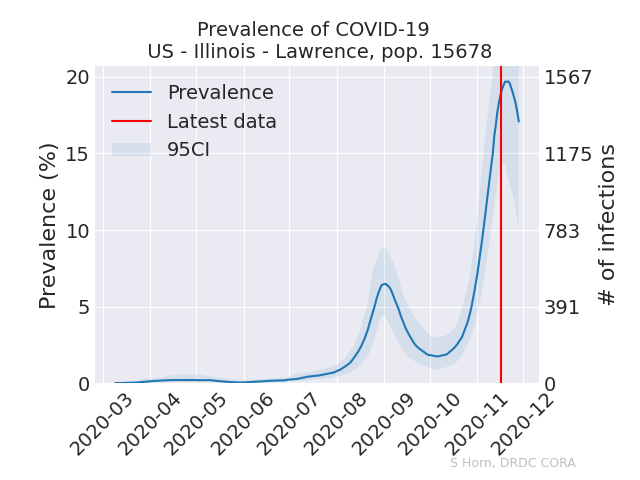 Prevalence of COVID-19
US - Illinois - Lawrence, pop. 15678
Prevalence
Latest data
95CI
Prevalence (%)
20
15
10
5
0
1567
1175
783
391
0
# of infections
2020-03
2020-04
2020-05
2020-06
2020-07
2020-08
2020-09
2020-10
2020-11
2020-12
S Horn, DRDC CORA